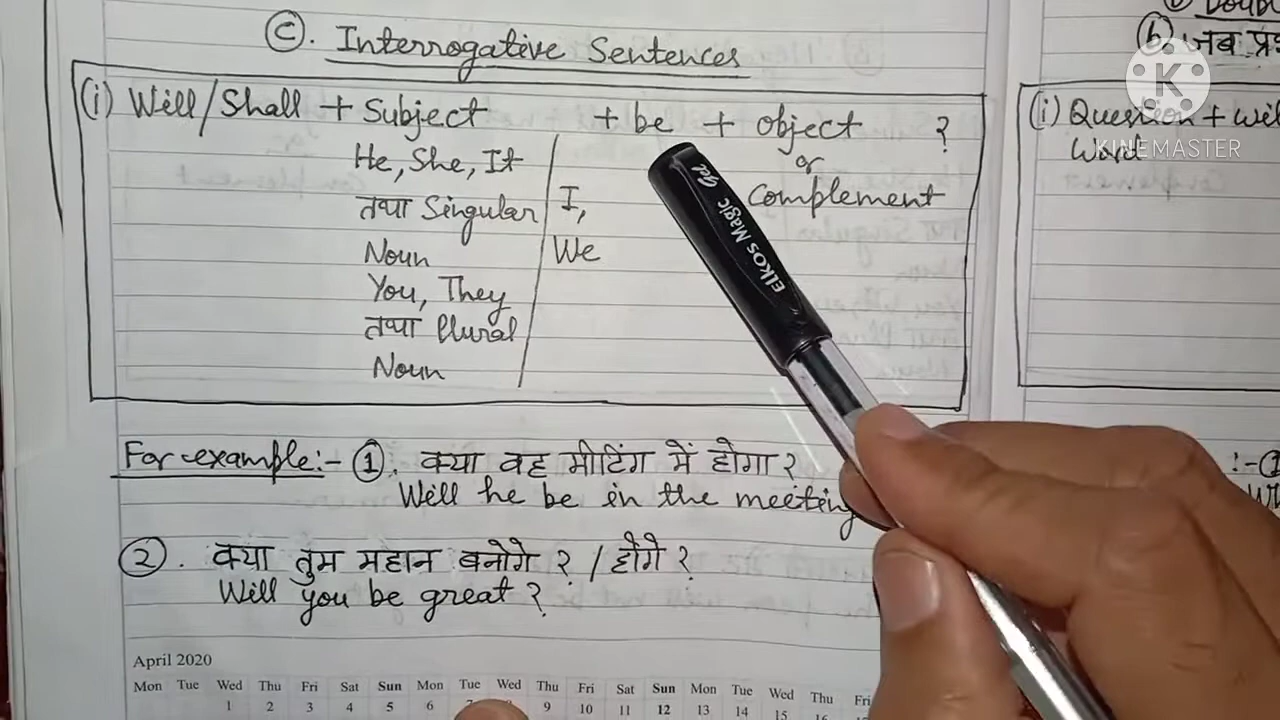 ©. Interrogative Sentences
(i) Will/Shall + Subject + be + object ?
He, She, It
or
तथा Singular
I,
Complement
Noun
We
You, They
तथा Plural
Noun
For example:- ①. क्या वह मीटिंग में होगा?
Will he be in the meeting
②. क्या तुम महान बनोगे ? / होगे ?
Will you be great ?
April 2020
Mon Tue Wed Thu Fri Sat Sun Mon Tue Wed Thu Fri Sat Sun Mon Tue Wed Thu Fri
1 2 3 4 5 6 9 10 11 12 13 14
ⓑ जब
(i) Question +
Word
KINEMASTER
K
Elkos Magic Gel